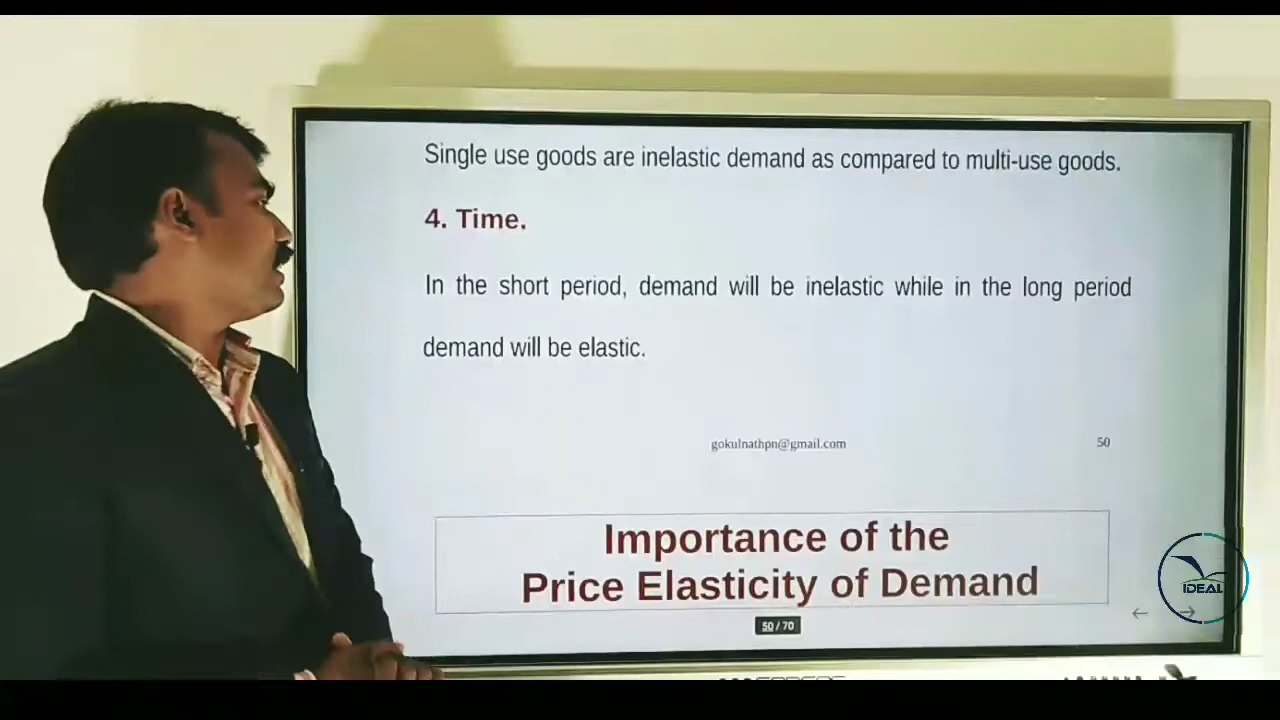 Single use goods are inelastic demand as compared to multi-use goods.
4. Time.
In the short period, demand will be inelastic while in the long period
demand will be elastic.
gokulnathpn@gmail.com 50
Importance of the
Price Elasticity of Demand
50 / 70
IDEAL